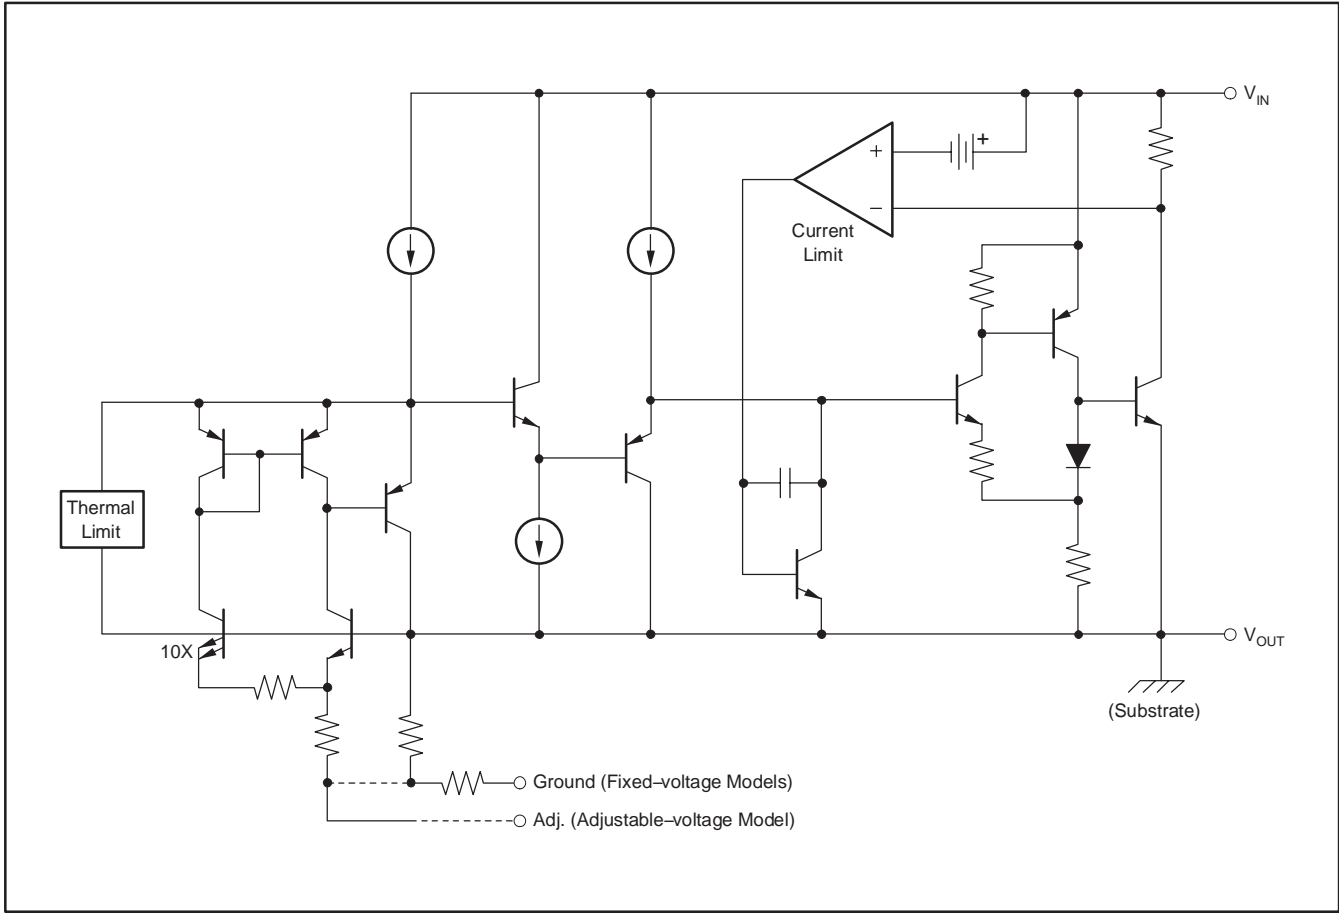 V_IN
+
+
−
Current
Limit
Thermal
Limit
10X
V_OUT
(Substrate)
Ground (Fixed–voltage Models)
Adj. (Adjustable–voltage Model)